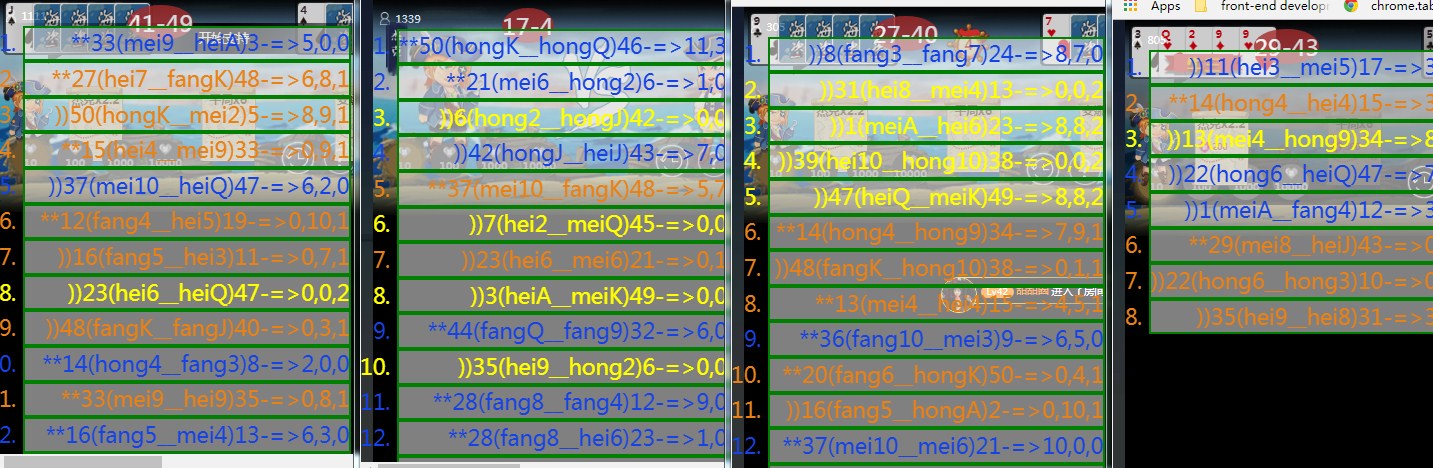 41-49
1. **33(mei9__heiA)3-=>5,0,0
2. **27(hei7__fangK)48-=>6,8,1
3. ))50(hongK__mei2)5-=>8,9,1
4. **15(hei4__mei9)33-=>0,9,1
5. ))37(mei10__heiQ)47-=>6,2,0
6. **12(fang4__hei5)19-=>0,10,1
7. ))16(fang5__hei3)11-=>0,7,1
8. ))23(hei6__heiQ)47-=>0,0,2
9. ))48(fangK__fangJ)40-=>0,3,1
0. **14(hong4__fang3)8-=>2,0,0
1. **33(mei9__hei9)35-=>0,8,1
2. **16(fang5__mei4)13-=>6,3,0
1339
17-4
1. **50(hongK__hongQ)46-=>11,3
2. **21(mei6__hong2)6-=>1,0
3. ))6(hong2__hongJ)42-=>0,0
4. ))42(hongJ__heiJ)43-=>7,0
5. **37(mei10__fangK)48-=>5,7
6. ))7(hei2__meiQ)45-=>0,0
7. ))23(hei6__mei6)21-=>0,1
8. ))3(heiA__meiK)49-=>0,0
9. **44(fangQ__fang9)32-=>6,0
10. ))35(hei9__hong2)6-=>0,0
11. **28(fang8__fang4)12-=>9,0
12. **28(fang8__hei6)23-=>1,0
27-40
1. ))8(fang3__fang7)24-=>8,7,0
2. ))31(hei8__mei4)13-=>0,0,2
3. ))1(meiA__hei6)23-=>8,8,2
4. ))39(hei10__hong10)38-=>0,0,2
5. ))47(heiQ__meiK)49-=>8,8,2
6. **14(hong4__hong9)34-=>7,9,1
7. ))48(fangK__hong10)38-=>0,1,1
进入了房间
8. **13(mei4__hei4)15-=>4,5,1
9. **36(fang10__mei3)9-=>6,5,0
10. **20(fang6__hongK)50-=>0,4,1
11. ))16(fang5__hongA)2-=>0,10,1
12. **37(mei10__mei6)21-=>10,0,0
Apps front-end developr chrome.tab
29-43
1. ))11(hei3__mei5)17-=>3
2. **14(hong4__hei4)15-=>3
3. ))13(mei4__hong9)34-=>8
4. ))22(hong6__heiQ)47-=>7
5. ))1(meiA__fang4)12-=>3
6. **29(mei8__heiJ)43-=>0
7. ))22(hong6__hong3)10-=>0
8. ))35(hei9__hei8)31-=>3